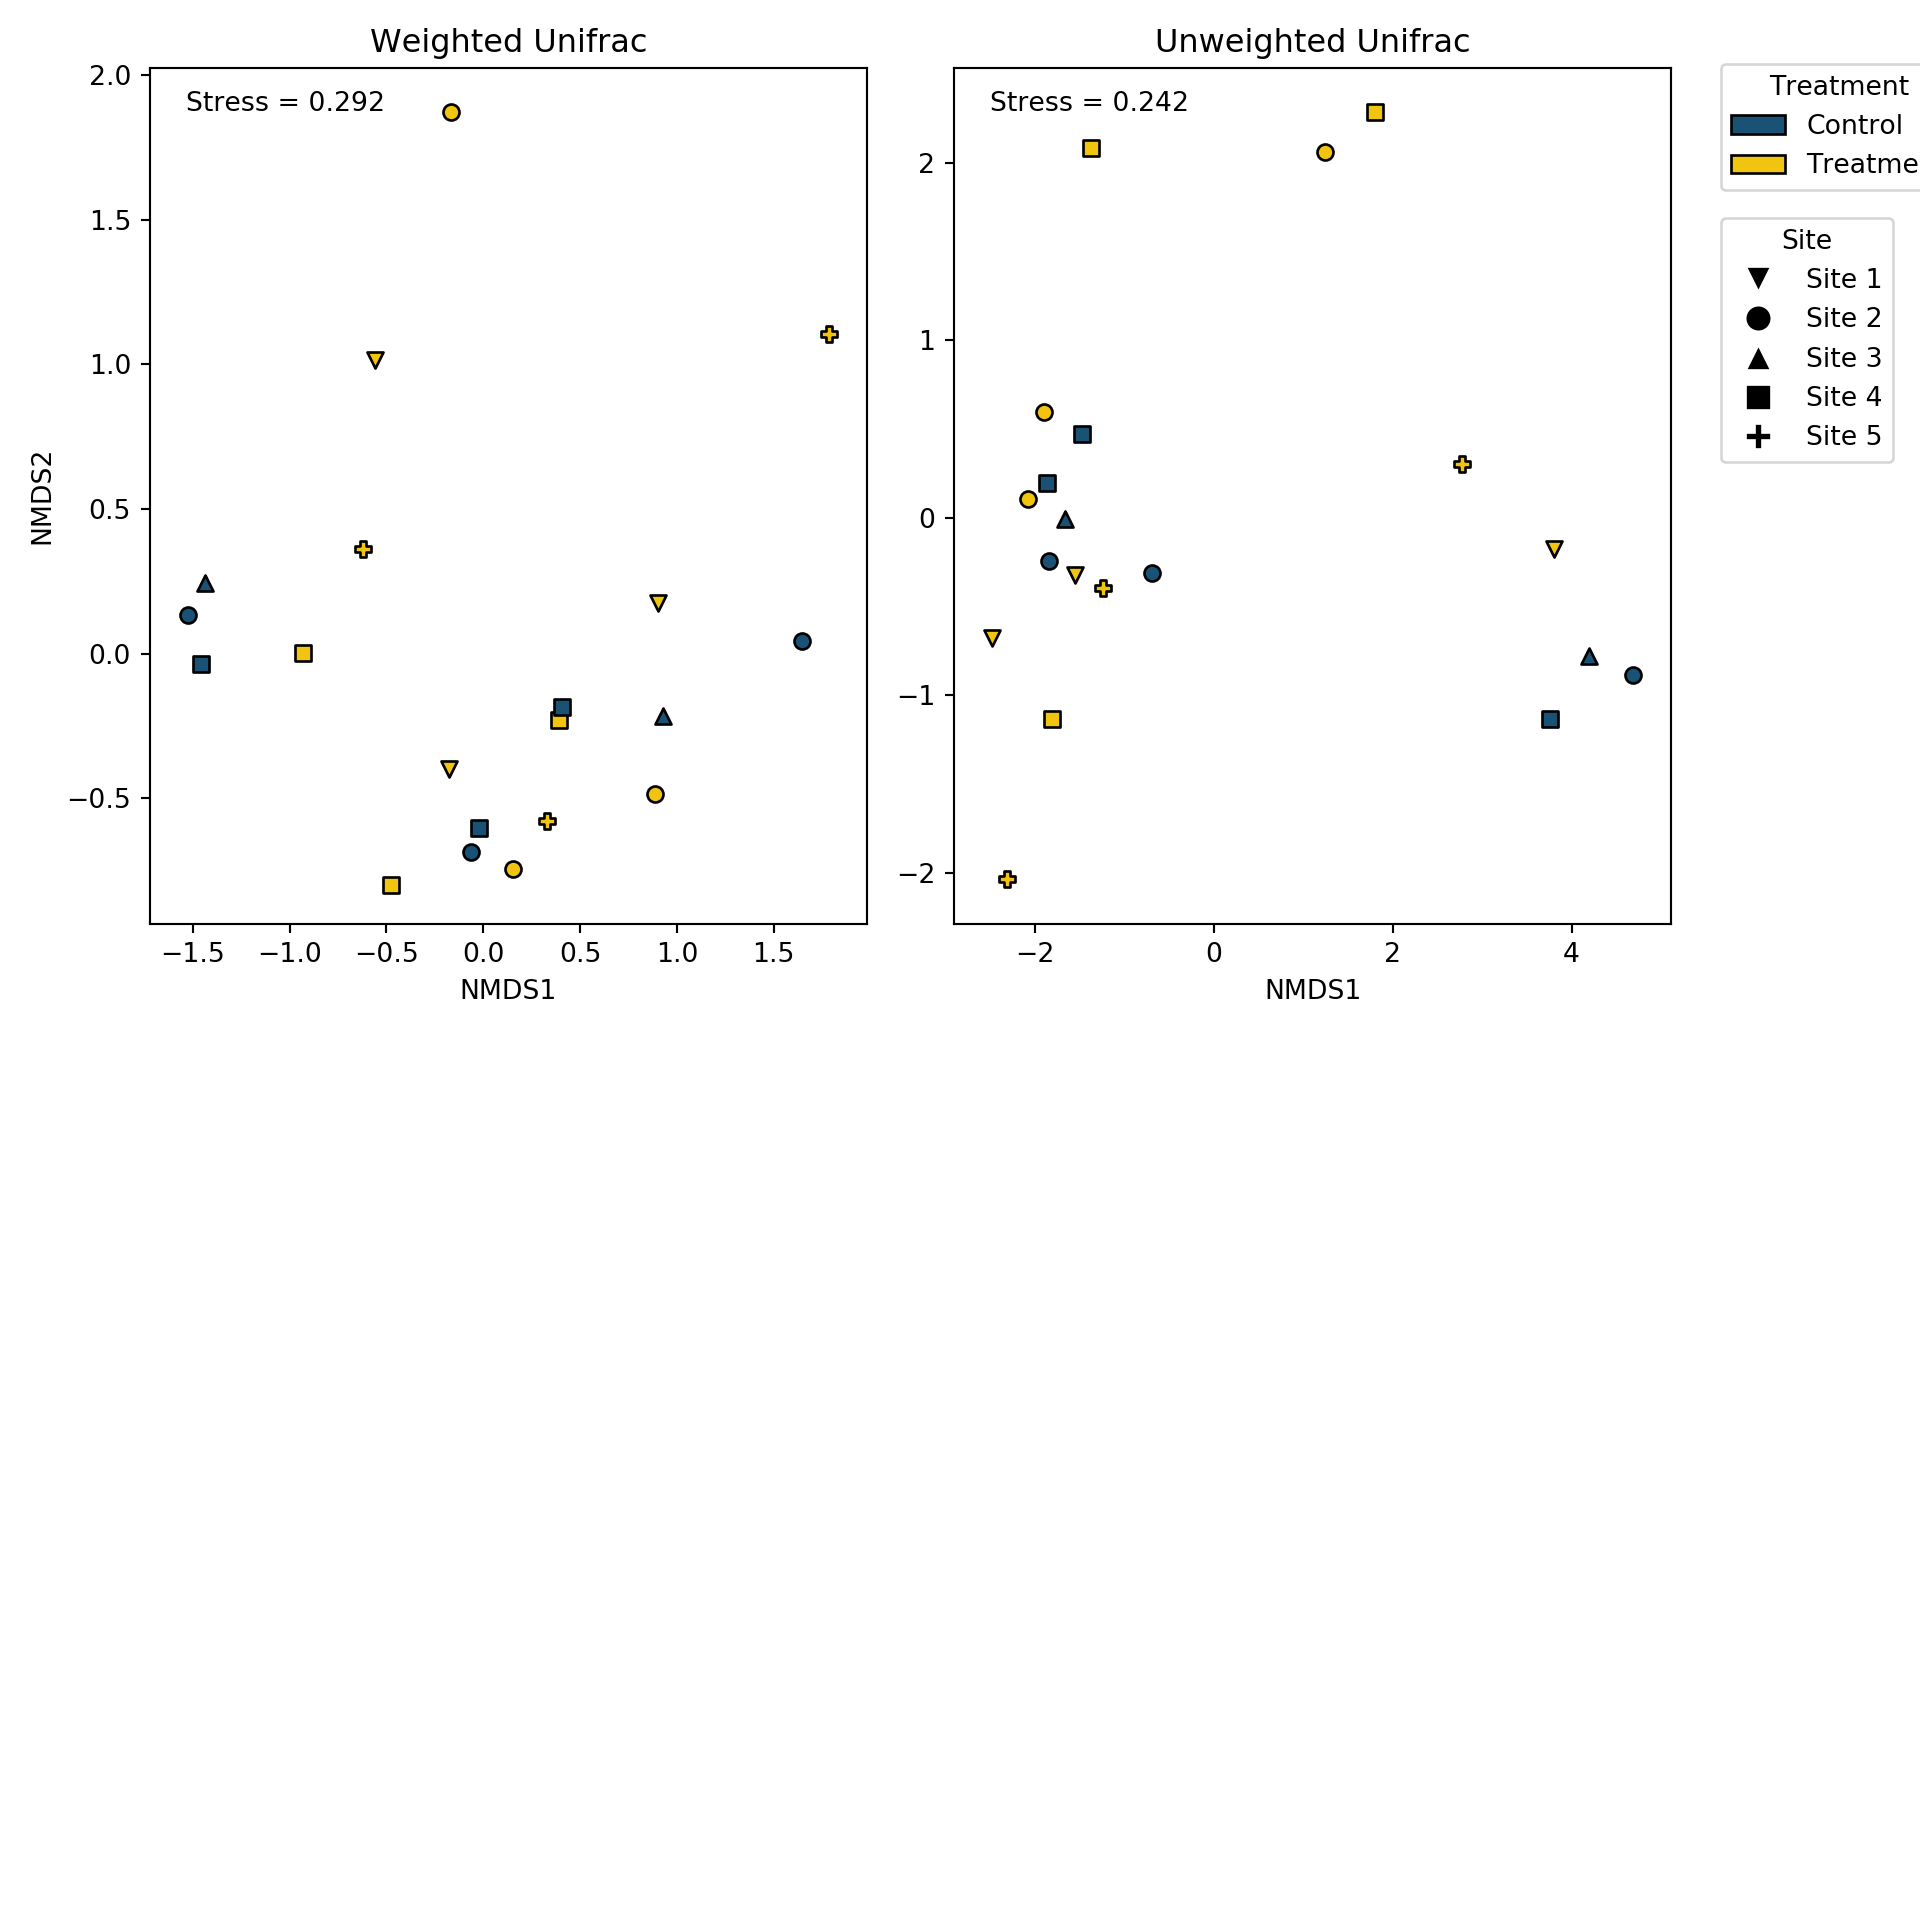 Weighted Unifrac
Stress = 0.292
2.0
1.5
1.0
0.5
0.0
−0.5
NMDS2
−1.5 −1.0 −0.5 0.0 0.5 1.0 1.5
NMDS1
Unweighted Unifrac
Stress = 0.242
2
1
0
−1
−2
−2 0 2 4
NMDS1
Treatment
Control
Treatme
Site
Site 1
Site 2
Site 3
Site 4
Site 5